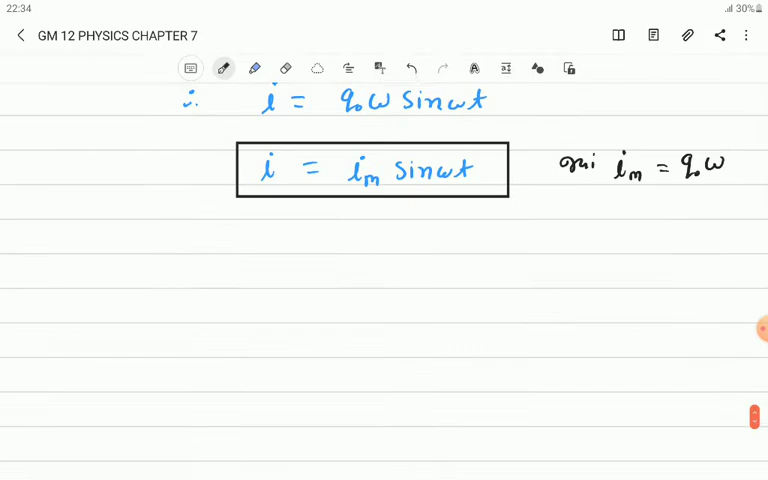 22:34 30%
GM 12 PHYSICS CHAPTER 7
∴ i = q₀ω sinωt
i = iₘ sinωt
iₘ = q₀ω